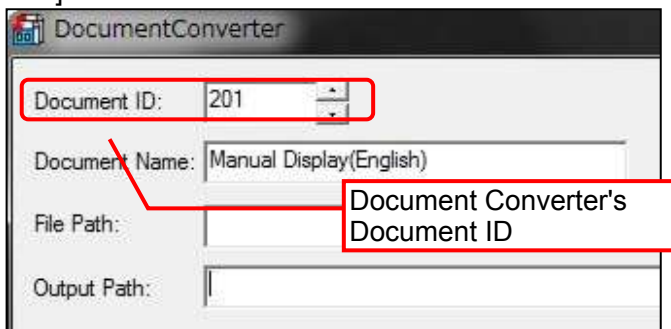 ]
DocumentConverter
Document ID: 201
Document Name: Manual Display(English)
Document Converter's
Document ID
File Path:
Output Path: